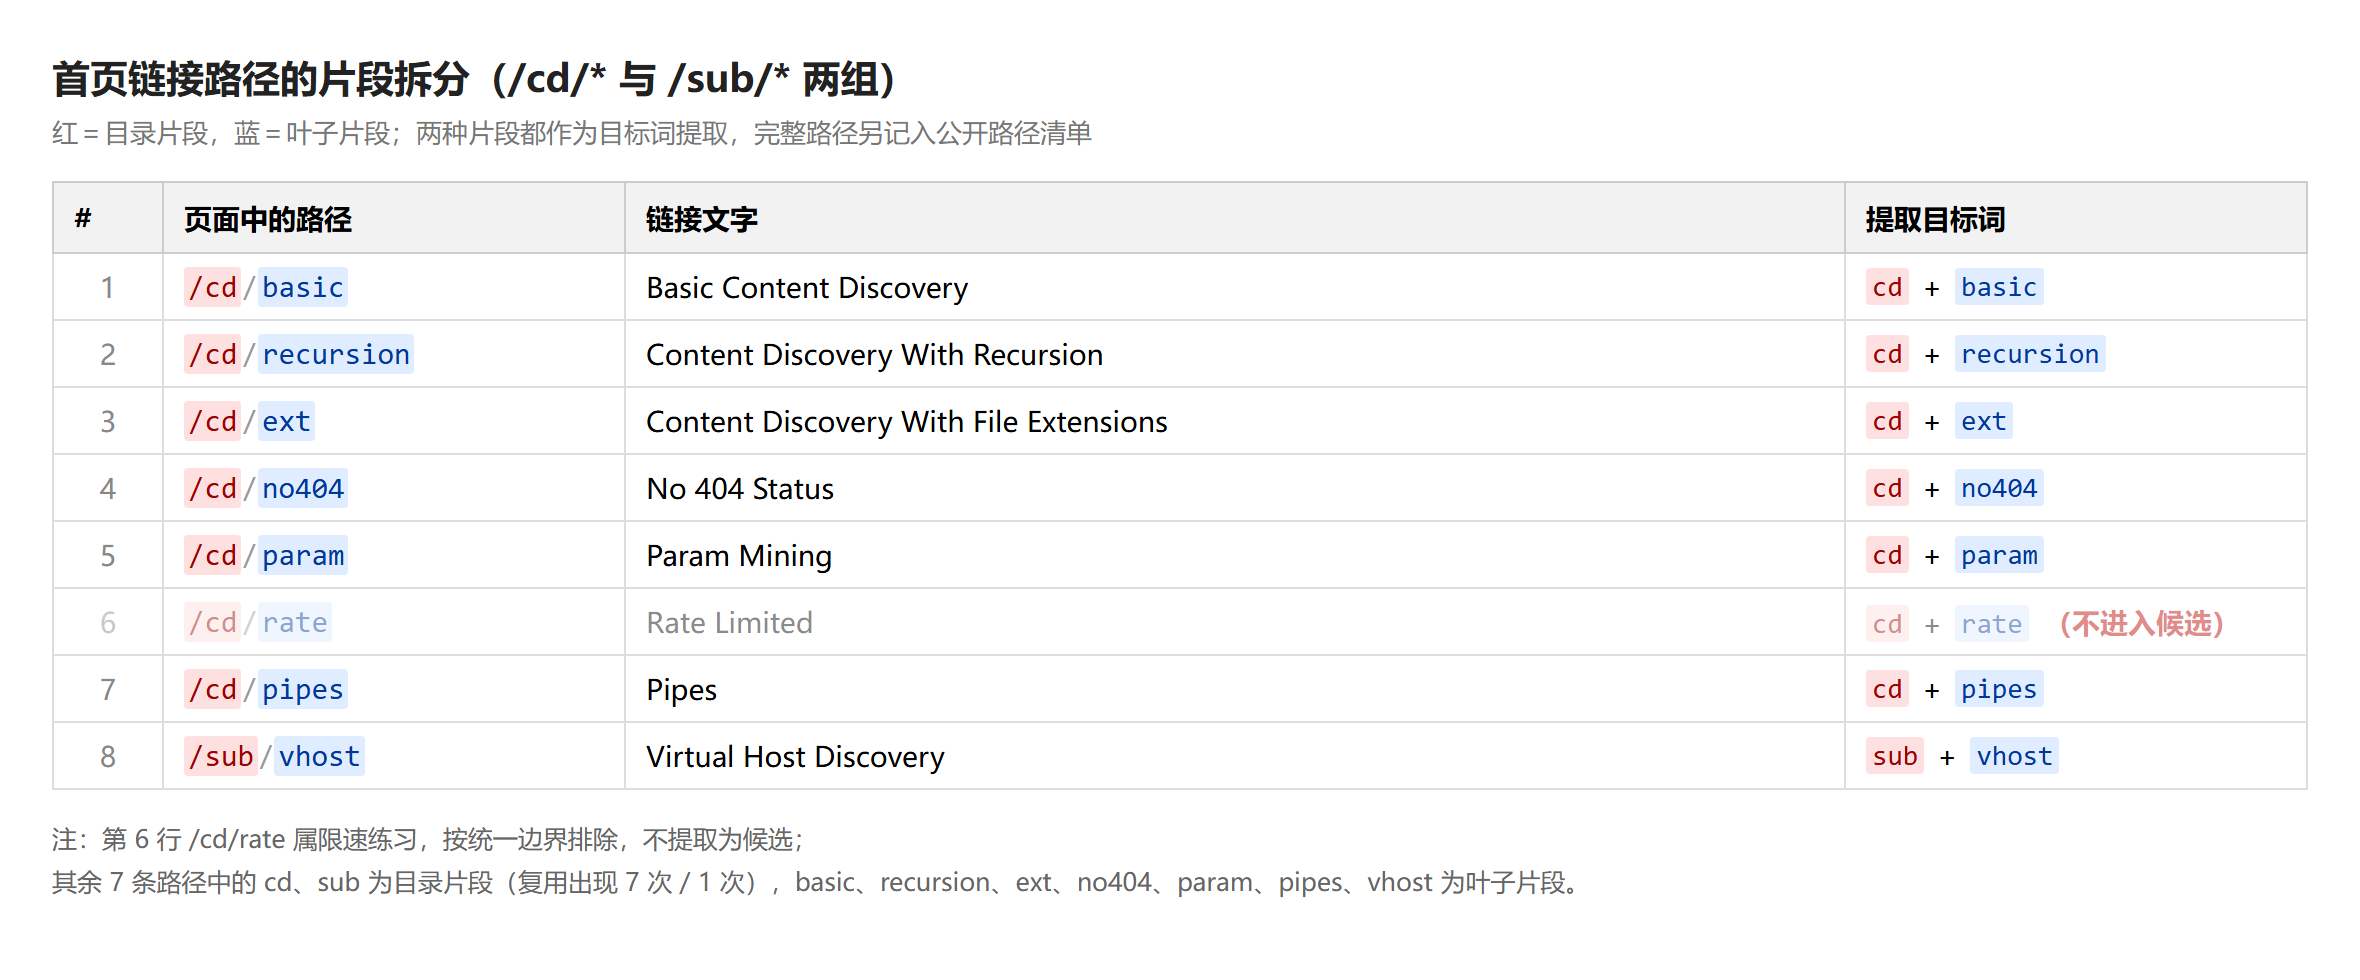 首页链接路径的片段拆分（/cd/* 与 /sub/* 两组）
红＝目录片段，蓝＝叶子片段；两种片段都作为目标词提取，完整路径另记入公开路径清单
# 页面中的路径 链接文字 提取目标词
1 /cd/basic Basic Content Discovery cd + basic
2 /cd/recursion Content Discovery With Recursion cd + recursion
3 /cd/ext Content Discovery With File Extensions cd + ext
4 /cd/no404 No 404 Status cd + no404
5 /cd/param Param Mining cd + param
6 /cd/rate Rate Limited cd + rate （不进入候选）
7 /cd/pipes Pipes cd + pipes
8 /sub/vhost Virtual Host Discovery sub + vhost
注：第 6 行 /cd/rate 属限速练习，按统一边界排除，不提取为候选；
其余 7 条路径中的 cd、sub 为目录片段（复用出现 7 次 / 1 次），basic、recursion、ext、no404、param、pipes、vhost 为叶子片段。